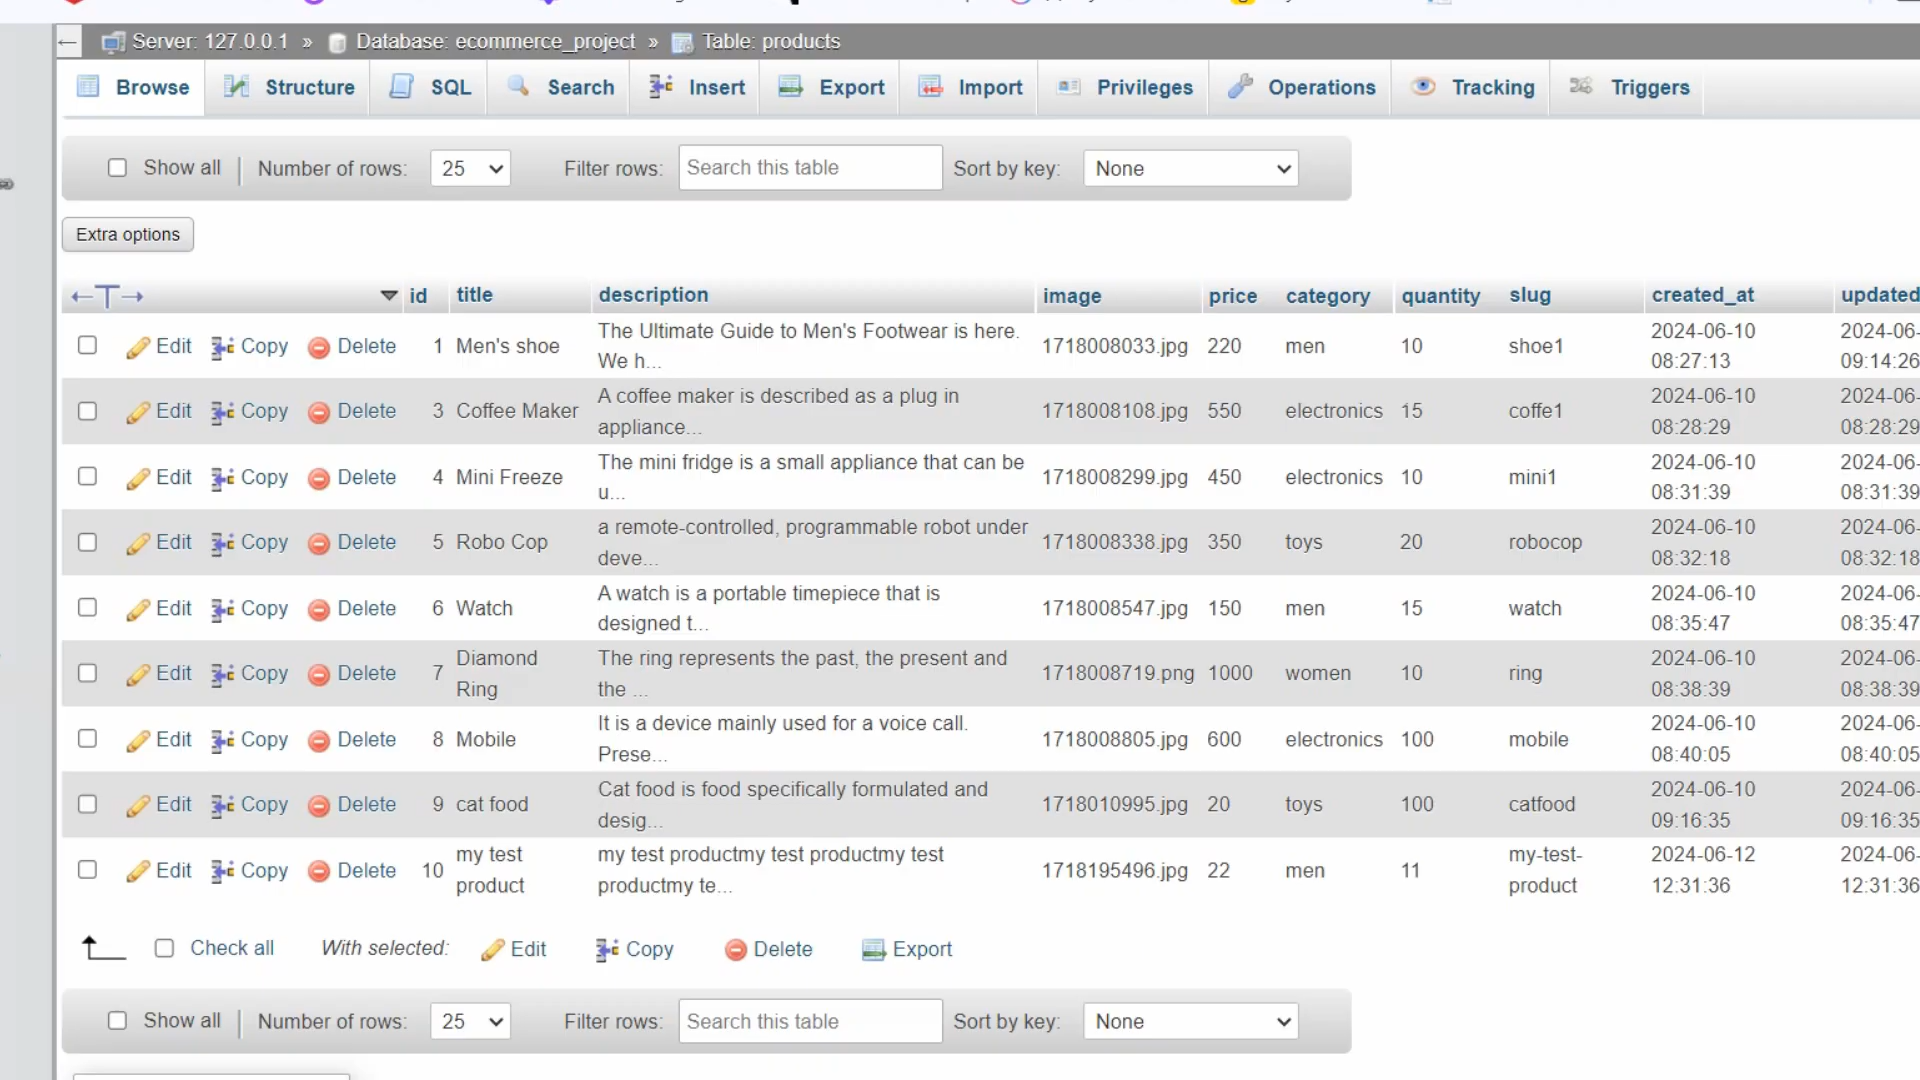 Server: 127.0.0.1 » Database: ecommerce_project » Table: products
Browse Structure SQL Search Insert Export Import Privileges Operations Tracking Triggers
Show all | Number of rows: 25 Filter rows: Search this table Sort by key: None
Extra options
id title description image price category quantity slug created_at updated
The Ultimate Guide to Men's Footwear is here. 2024-06-10 2024-06-
Edit Copy Delete 1 Men's shoe 1718008033.jpg 220 men 10 shoe1
We h... 08:27:13 09:14:26
A coffee maker is described as a plug in 2024-06-10 2024-06-
Edit Copy Delete 3 Coffee Maker 1718008108.jpg 550 electronics 15 coffe1
appliance... 08:28:29 08:28:29
The mini fridge is a small appliance that can be 2024-06-10 2024-06-
Edit Copy Delete 4 Mini Freeze 1718008299.jpg 450 electronics 10 mini1
u... 08:31:39 08:31:39
a remote-controlled, programmable robot under 2024-06-10 2024-06-
Edit Copy Delete 5 Robo Cop 1718008338.jpg 350 toys 20 robocop
deve... 08:32:18 08:32:18
A watch is a portable timepiece that is 2024-06-10 2024-06-
Edit Copy Delete 6 Watch 1718008547.jpg 150 men 15 watch
designed t... 08:35:47 08:35:47
Diamond The ring represents the past, the present and 2024-06-10 2024-06-
Edit Copy Delete 7 1718008719.png 1000 women 10 ring
Ring the ... 08:38:39 08:38:39
It is a device mainly used for a voice call. 2024-06-10 2024-06-
Edit Copy Delete 8 Mobile 1718008805.jpg 600 electronics 100 mobile
Prese... 08:40:05 08:40:05
Cat food is food specifically formulated and 2024-06-10 2024-06-
Edit Copy Delete 9 cat food 1718010995.jpg 20 toys 100 catfood
desig... 09:16:35 09:16:35
my test my test productmy test productmy test my-test- 2024-06-12 2024-06-
Edit Copy Delete 10 1718195496.jpg 22 men 11
product productmy te... product 12:31:36 12:31:36
Check all With selected: Edit Copy Delete Export
Show all | Number of rows: 25 Filter rows: Search this table Sort by key: None